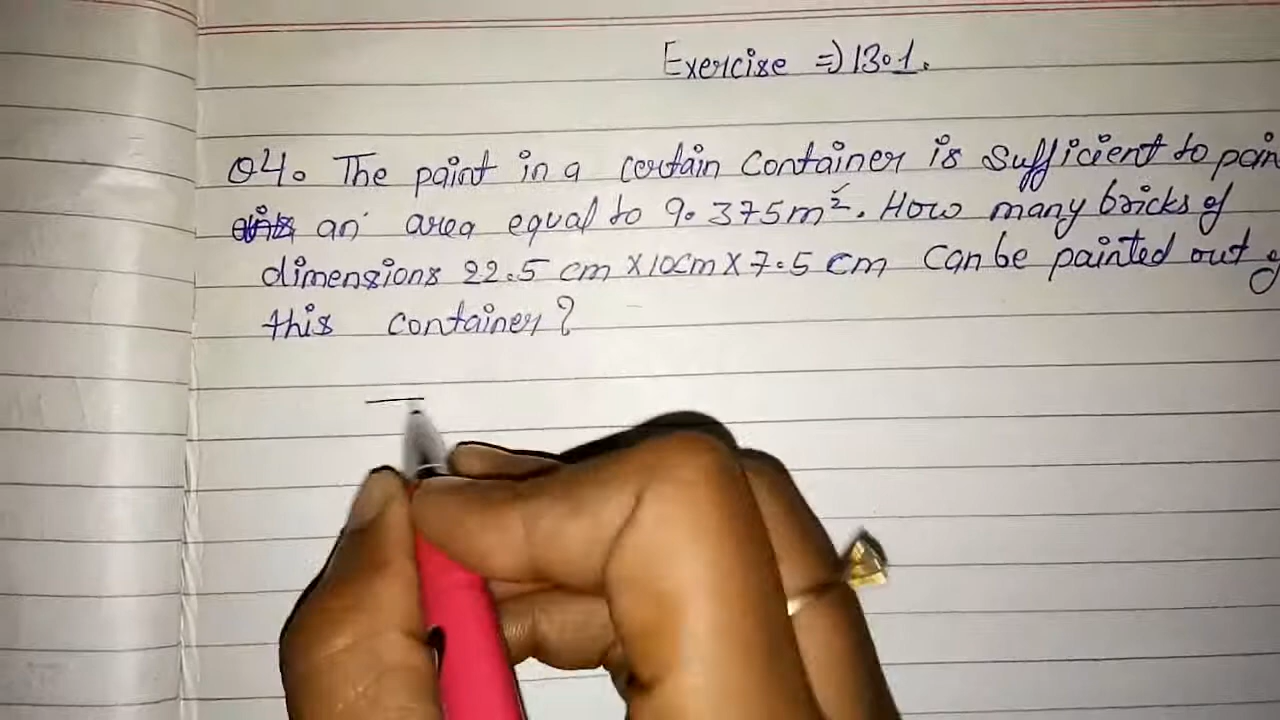 Exercise => 13.1.
Q4. The paint in a certain container is sufficient to pain
an area equal to 9.375m². How many bricks of
dimensions 22.5 cm x 10cm x 7.5 cm can be painted out
this container?